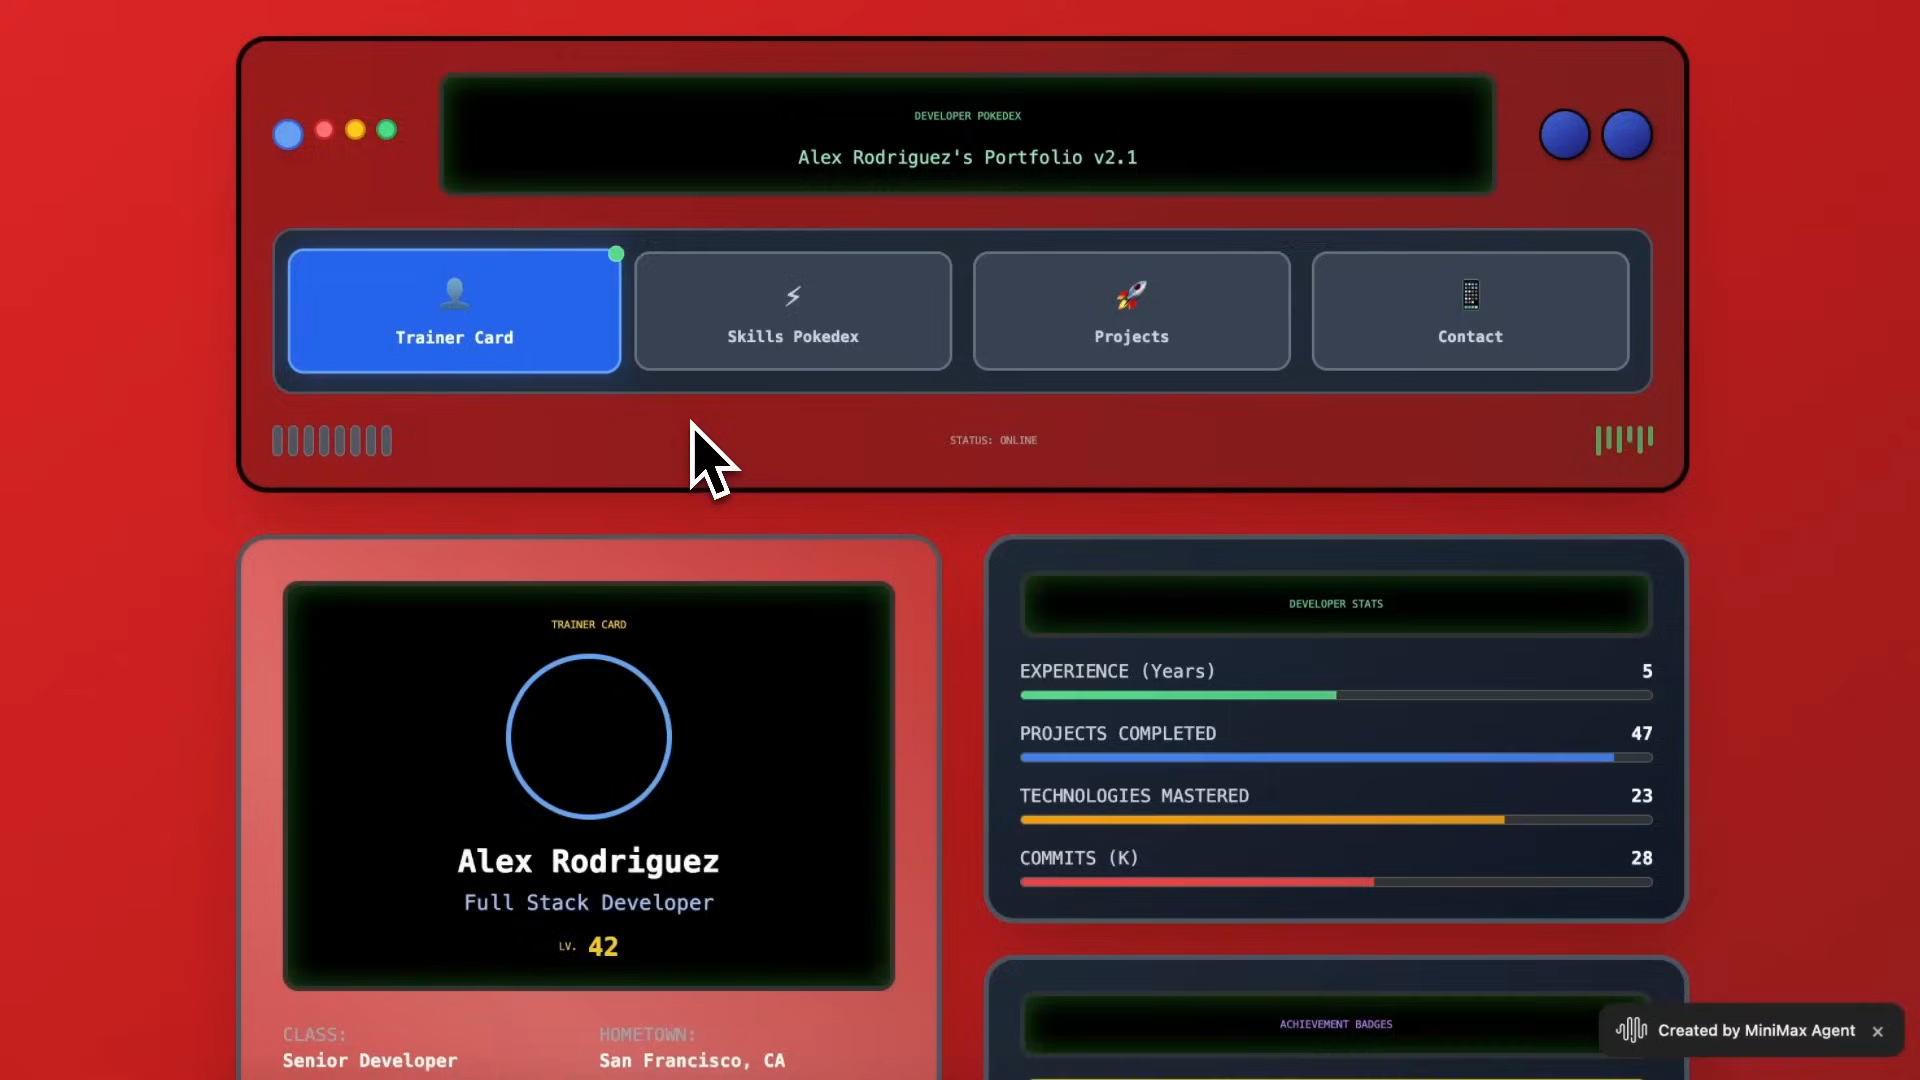 DEVELOPER POKEDEX
Alex Rodriguez's Portfolio v2.1
Trainer Card
Skills Pokedex
Projects
Contact
STATUS: ONLINE
TRAINER CARD
Alex Rodriguez
Full Stack Developer
LV. 42
CLASS:
Senior Developer
HOMETOWN:
San Francisco, CA
DEVELOPER STATS
EXPERIENCE (Years) 5
PROJECTS COMPLETED 47
TECHNOLOGIES MASTERED 23
COMMITS (K) 28
ACHIEVEMENT BADGES
Created by MiniMax Agent